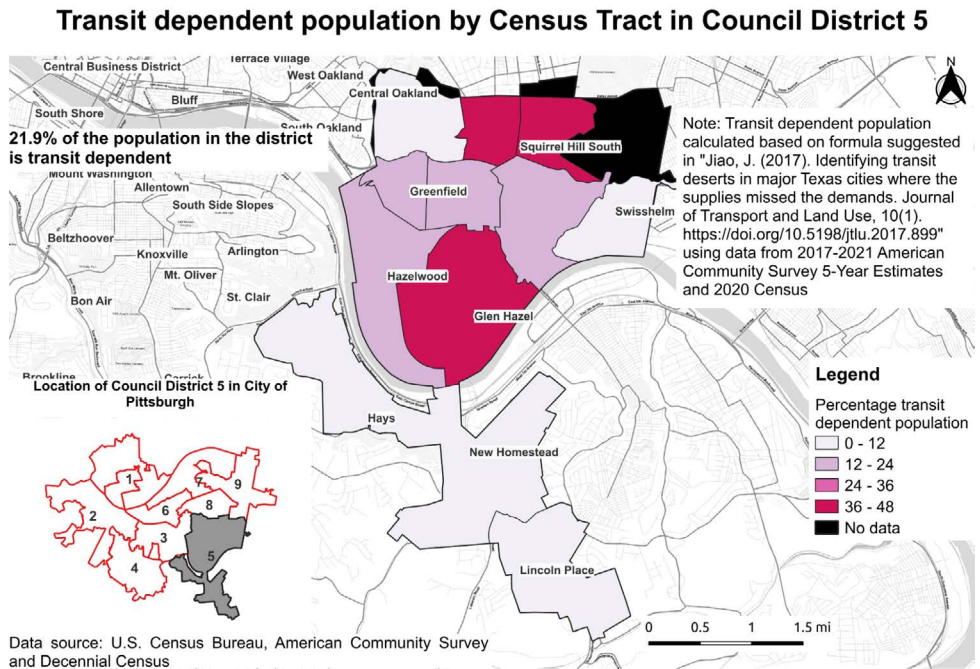 Transit dependent population by Census Tract in Council District 5
Terrace Village
Central Business District
West Oakland
Bluff
Central Oakland
South Shore
South Oakland
21.9% of the population in the district
is transit dependent
Mount Washington
Allentown
South Side Slopes
Beltzhoover
Knoxville
Arlington
Mt. Oliver
Bon Air
St. Clair
Brookline
Carrick
Squirrel Hill South
Greenfield
Swisshelm
Hazelwood
Glen Hazel
Hays
New Homestead
Lincoln Place
N
Note: Transit dependent population
calculated based on formula suggested
in "Jiao, J. (2017). Identifying transit
deserts in major Texas cities where the
supplies missed the demands. Journal
of Transport and Land Use, 10(1).
https://doi.org/10.5198/jtlu.2017.899"
using data from 2017-2021 American
Community Survey 5-Year Estimates
and 2020 Census
Legend
Percentage transit
dependent population
0 - 12
12 - 24
24 - 36
36 - 48
No data
Location of Council District 5 in City of
Pittsburgh
1
7
9
2
6
8
3
5
4
0 0.5 1 1.5 mi
Data source: U.S. Census Bureau, American Community Survey
and Decennial Census